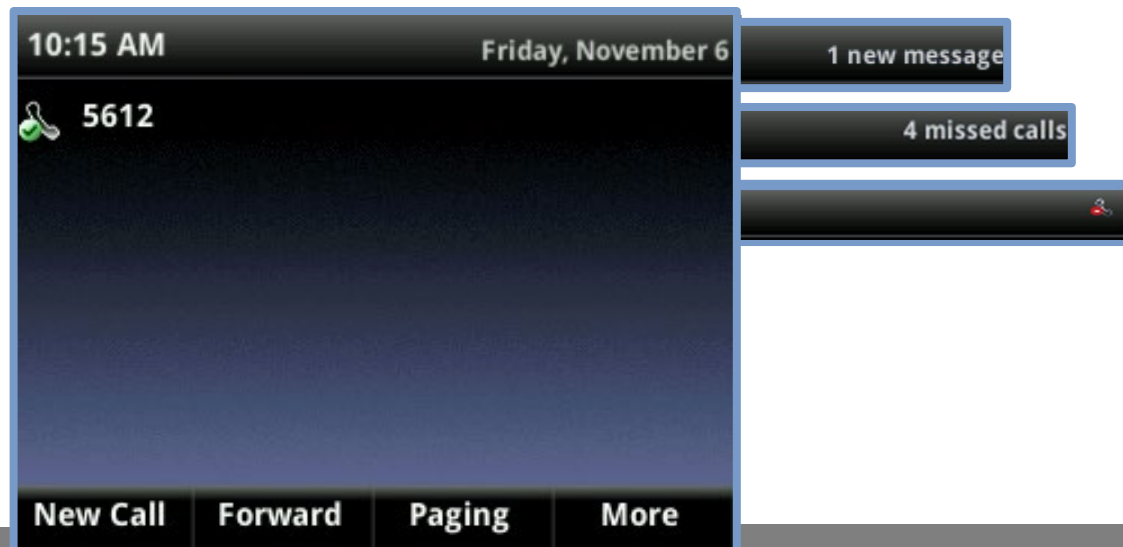 10:15 AM
Friday, November 6
1 new message
5612
4 missed calls
New Call
Forward
Paging
More